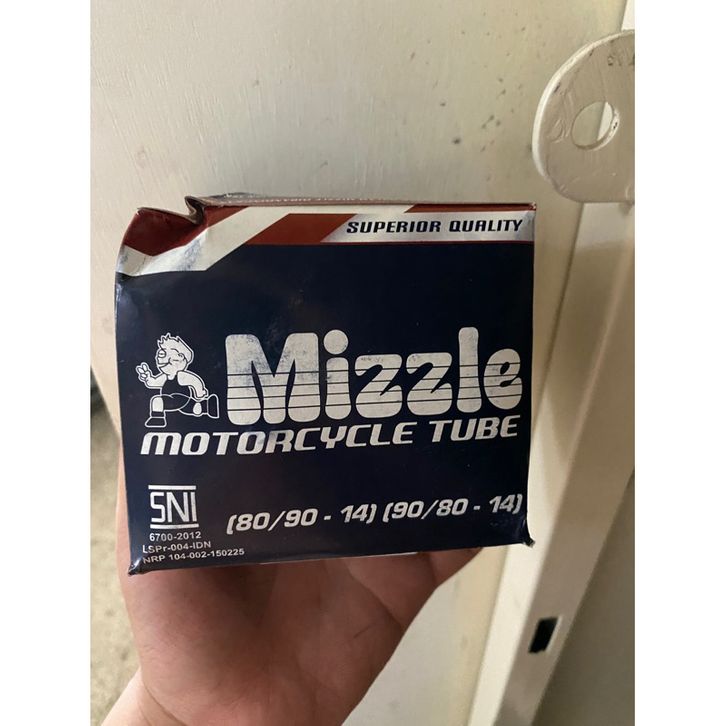 SUPERIOR QUALITY
Mizzle
MOTORCYCLE TUBE
SNI
6700-2012
LSPr-004-IDN
NRP 104-002-150225
(80/90 - 14) (90/80 - 14)